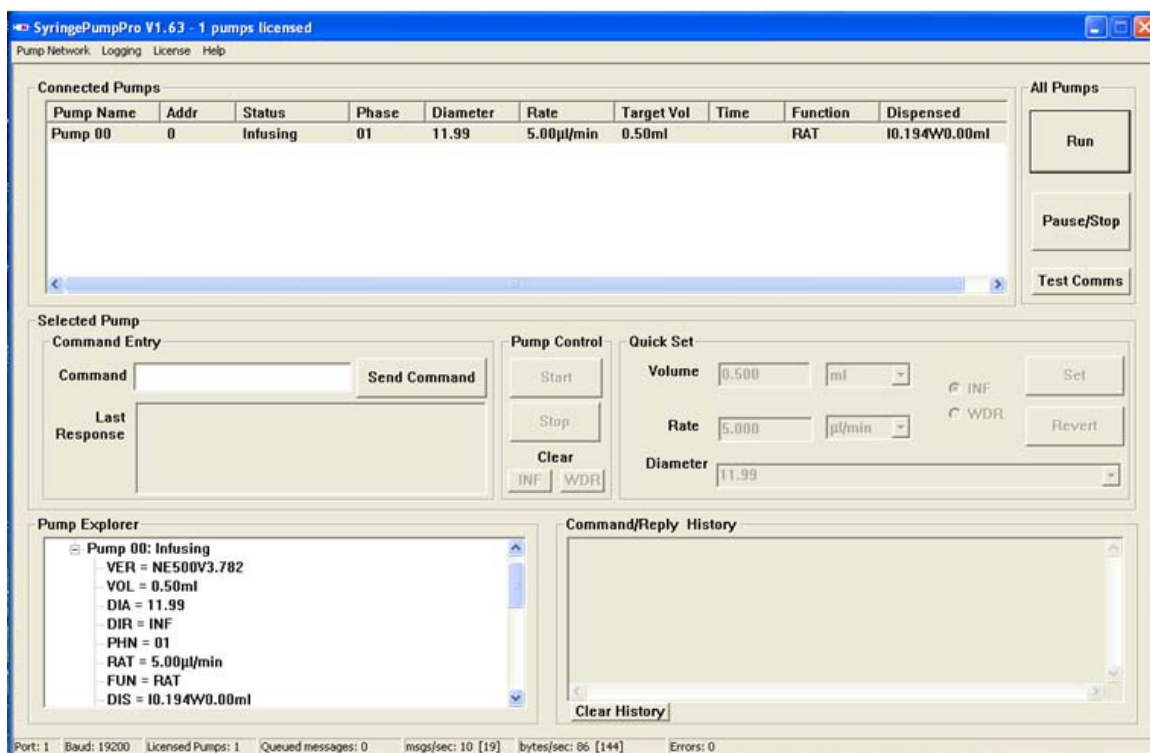 SyringePumpPro V1.63 - 1 pumps licensed
Pump Network Logging License Help
Connected Pumps
Pump Name Addr Status Phase Diameter Rate Target Vol Time Function Dispensed
Pump 00 0 Infusing 01 11.99 5.00µl/min 0.50ml RAT I0.194W0.00ml
All Pumps
Run
Pause/Stop
Test Comms
Selected Pump
Command Entry
Command
Send Command
Last
Response
Pump Control
Start
Stop
Clear
INF WDR
Quick Set
Volume 0.500 ml
INF
WDR
Set
Rate 5.000 µl/min
Revert
Diameter 11.99
Pump Explorer
Pump 00: Infusing
VER = NE500V3.782
VOL = 0.50ml
DIA = 11.99
DIR = INF
PHN = 01
RAT = 5.00µl/min
FUN = RAT
DIS = I0.194W0.00ml
Command/Reply History
Clear History
Port: 1 Baud: 19200 Licensed Pumps: 1 Queued messages: 0 msgs/sec: 10 [19] bytes/sec: 86 [144] Errors: 0